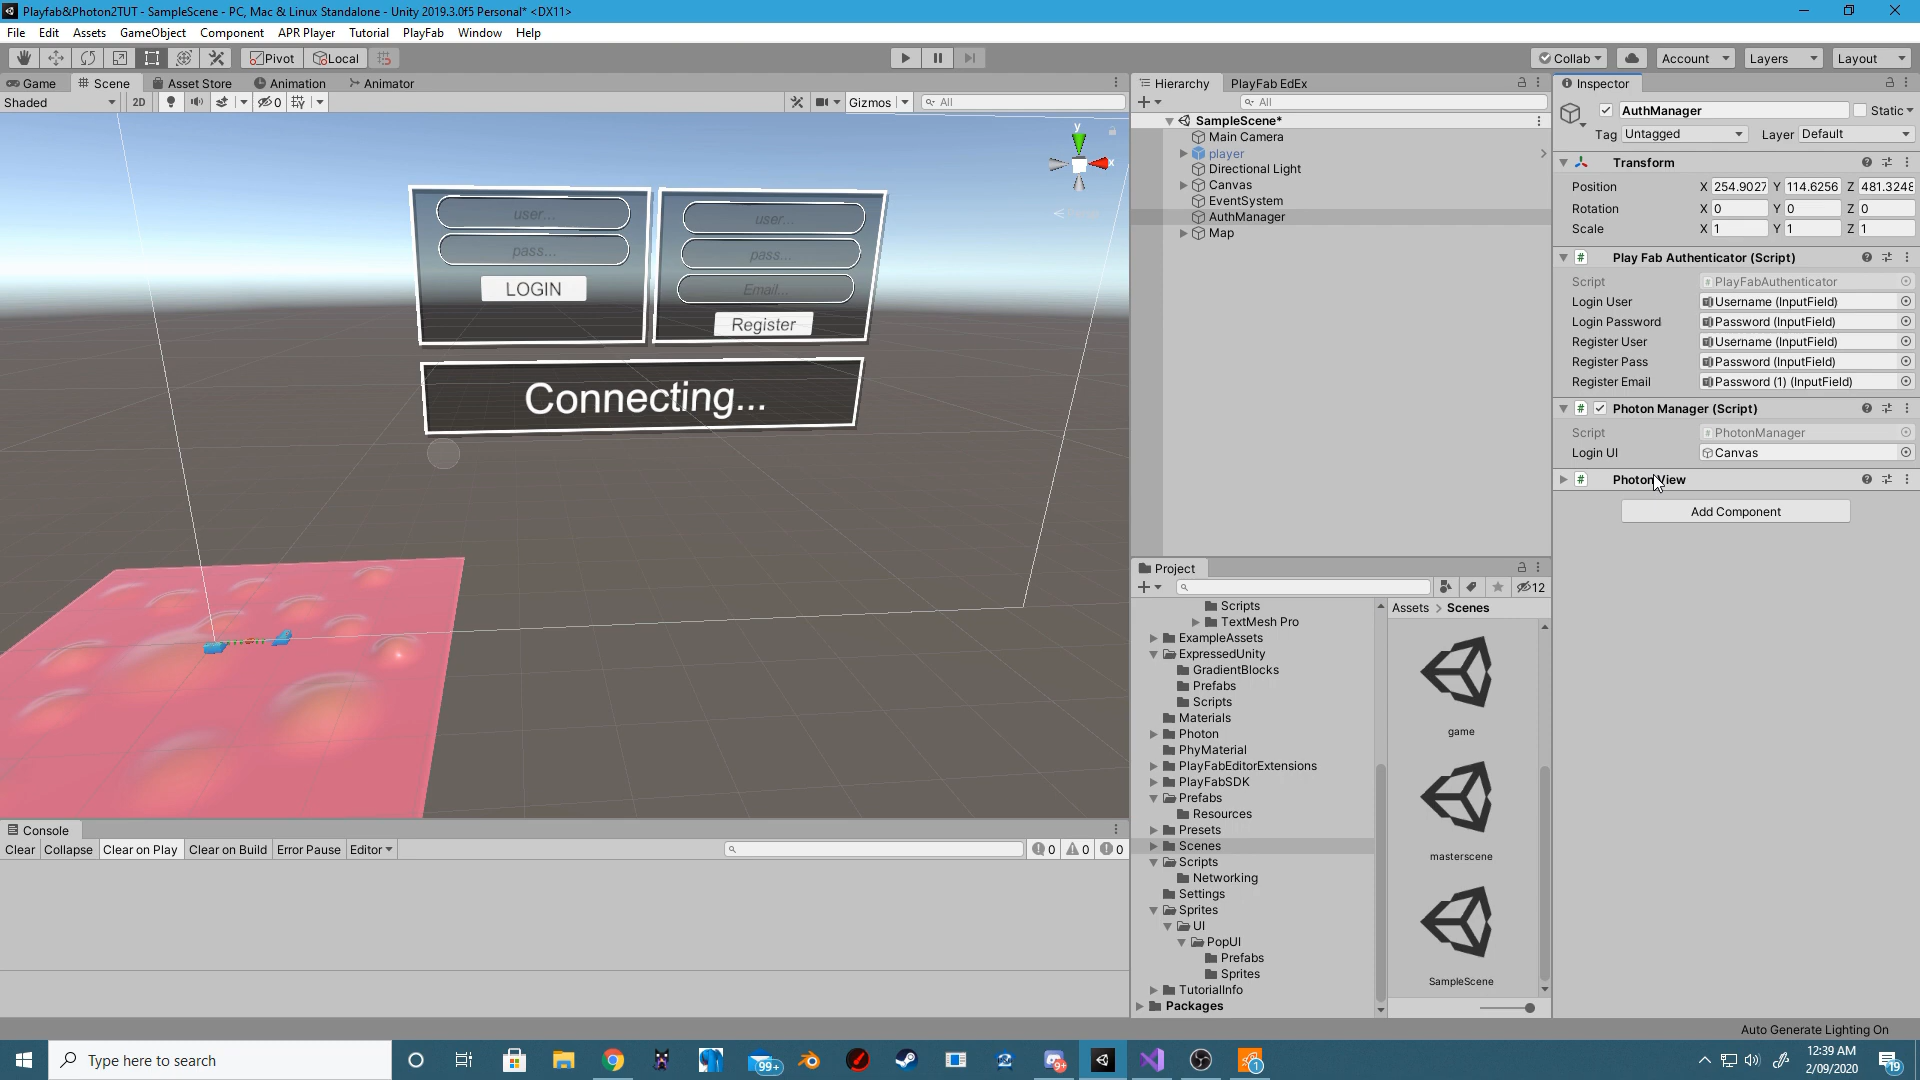 Playfab&Photon2TUT - SampleScene - PC, Mac & Linux Standalone - Unity 2019.3.0f5 Personal* <DX11>
File Edit Assets GameObject Component APR Player Tutorial PlayFab Window Help
Pivot Local Collab Account Layers Layout
Game Scene Asset Store Animation Animator
Shaded 2D 0 Gizmos All
y
x
user...
pass...
LOGIN
user...
pass...
Email...
Register
Connecting...
Console
Clear Collapse Clear on Play Clear on Build Error Pause Editor 0 0 0
Hierarchy PlayFab EdEx
All
SampleScene*
Main Camera
player
Directional Light
Canvas
EventSystem
AuthManager
Map
Project
12
Scripts
TextMesh Pro
ExampleAssets
ExpressedUnity
GradientBlocks
Prefabs
Scripts
Materials
Photon
PhyMaterial
PlayFabEditorExtensions
PlayFabSDK
Prefabs
Resources
Presets
Scenes
Scripts
Networking
Settings
Sprites
UI
PopUI
Prefabs
Sprites
TutorialInfo
Packages
Assets > Scenes
game
masterscene
SampleScene
Inspector
AuthManager Static
Tag Untagged Layer Default
Transform
Position X 254.9027 Y 114.6256 Z 481.3248
Rotation X 0 Y 0 Z 0
Scale X 1 Y 1 Z 1
Play Fab Authenticator (Script)
Script PlayFabAuthenticator
Login User Username (InputField)
Login Password Password (InputField)
Register User Username (InputField)
Register Pass Password (InputField)
Register Email Password (1) (InputField)
Photon Manager (Script)
Script PhotonManager
Login UI Canvas
Photon View
Add Component
Auto Generate Lighting On
Type here to search
99+
9+
1
12:39 AM
2/09/2020
19